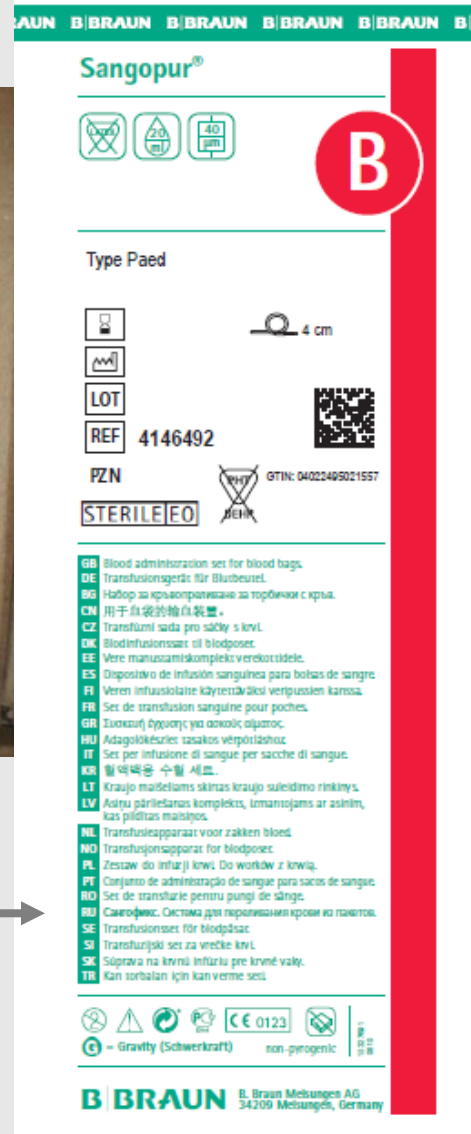 B|BRAUN B|BRAUN B|BRAUN B|BRAUN
Sangopur®
20
ml
40
µm
B
Type Paed
4 cm
LOT
REF 4146492
PZN
PHT
DEHP
GTIN: 04022495021557
STERILE EO
GB Blood administration set for blood bags.
DE Transfusionsgerät für Blutbeutel.
BG Набор за кръвопреливане за торбички с кръв.
CN 用于血袋的输血装置。
CZ Transfúzní sada pro sáčky s krví.
DK Blodinfusionssæt til blodposer.
EE Vere manustamiskomplekt verekottidele.
ES Dispositivo de infusión sanguínea para bolsas de sangre.
FI Veren infuusiolaite käytettäväksi veripussien kanssa.
FR Set de transfusion sanguine pour poches.
GR Συσκευή έγχυσης για ασκούς αίματος.
HU Adagolókészlet tasakos vérpótláshoz.
IT Set per infusione di sangue per sacche di sangue.
KR 혈액백용 수혈 세트.
LT Kraujo maišeliams skirtas kraujo suleidimo rinkinys.
LV Asiņu pārliešanas komplekts, izmantojams ar asinīm,
kas pildītas maisiņos.
NL Transfusieapparaat voor zakken bloed.
NO Transfusjonsapparat for blodposer.
PL Zestaw do infuzji krwi. Do worków z krwią.
PT Conjunto de administração de sangue para sacos de sangue.
RO Set de transfuzie pentru pungi de sânge.
RU Сангофикс. Система для переливания крови из пакетов.
SE Transfusionsset för blodpåsar.
SI Transfuzijski set za vrečke krvi.
SK Súprava na krvnú infúziu pre krvné vaky.
TR Kan torbaları için kan verme seti.
CE 0123
G = Gravity (Schwerkraft)
non-pyrogenic
B|BRAUN
B. Braun Melsungen AG
34209 Melsungen, Germany